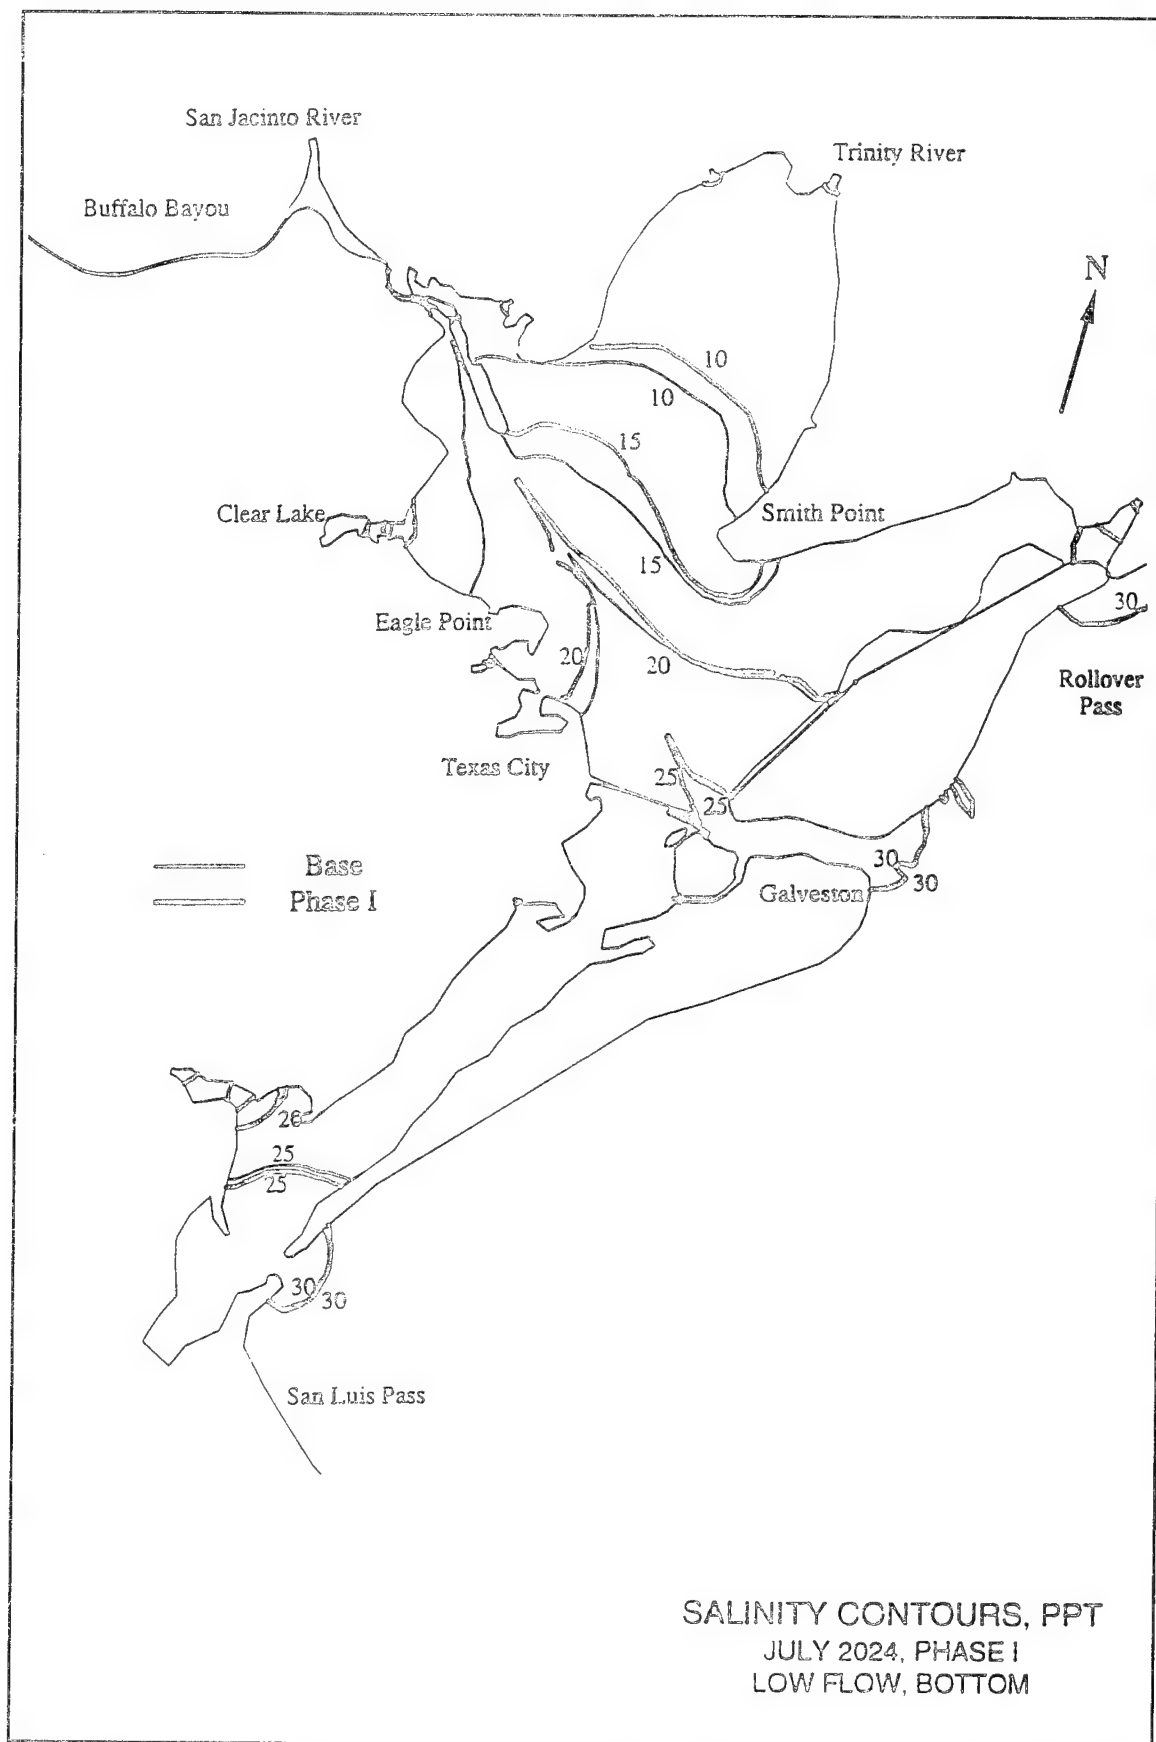 San Jacinto River
Trinity River
Buffalo Bayou
N
10
10
15
Clear Lake
Smith Point
15
30
Eagle Point
20
20
Rollover
Pass
Texas City
25
25
Base
30
30
Phase I
Galveston
20
25
25
30
30
San Luis Pass
SALINITY CONTOURS, PPT
JULY 2024, PHASE I
LOW FLOW, BOTTOM